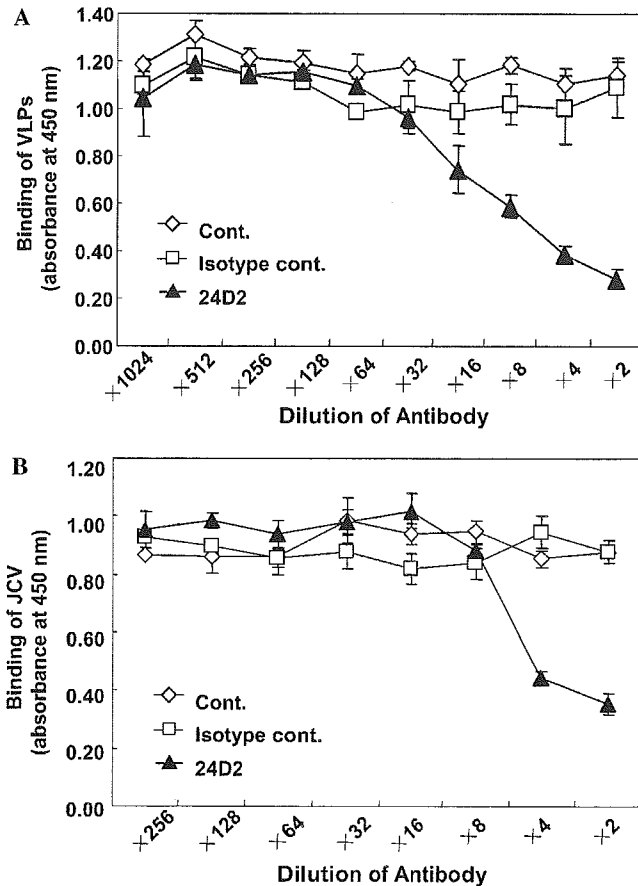 A
Binding of VLPs
(absorbance at 450 nm)
1.40
1.20
1.00
0.80
0.60
0.40
0.20
0.00
Cont.
Isotype cont.
24D2
×1024
×512
×256
×128
×64
×32
×16
×8
×4
×2
Dilution of Antibody
B
Binding of JCV
(absorbance at 450 nm)
1.20
1.00
0.80
0.60
0.40
0.20
0.00
Cont.
Isotype cont.
24D2
×256
×128
×64
×32
×16
×8
×4
×2
Dilution of Antibody